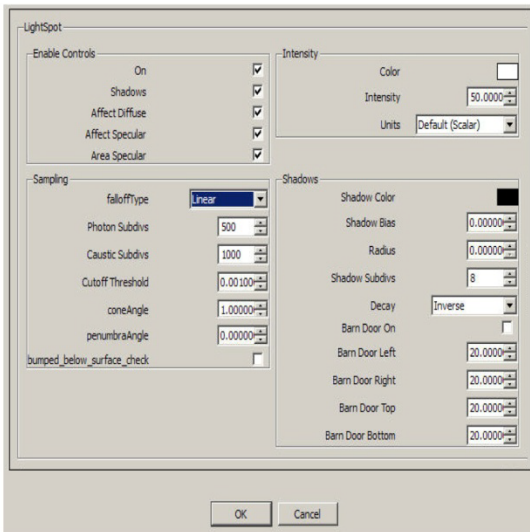 LightSpot
Enable Controls
On
Shadows
Affect Diffuse
Affect Specular
Area Specular
Intensity
Color
Intensity 50.0000
Units Default (Scalar)
Sampling
falloffType Linear
Photon Subdivs 500
Caustic Subdivs 1000
Cutoff Threshold 0.00100
coneAngle 1.00000
penumbraAngle 0.00000
bumped_below_surface_check
Shadows
Shadow Color
Shadow Bias 0.00000
Radius 0.00000
Shadow Subdivs 8
Decay Inverse
Barn Door On
Barn Door Left 20.0000
Barn Door Right 20.0000
Barn Door Top 20.0000
Barn Door Bottom 20.0000
OK Cancel